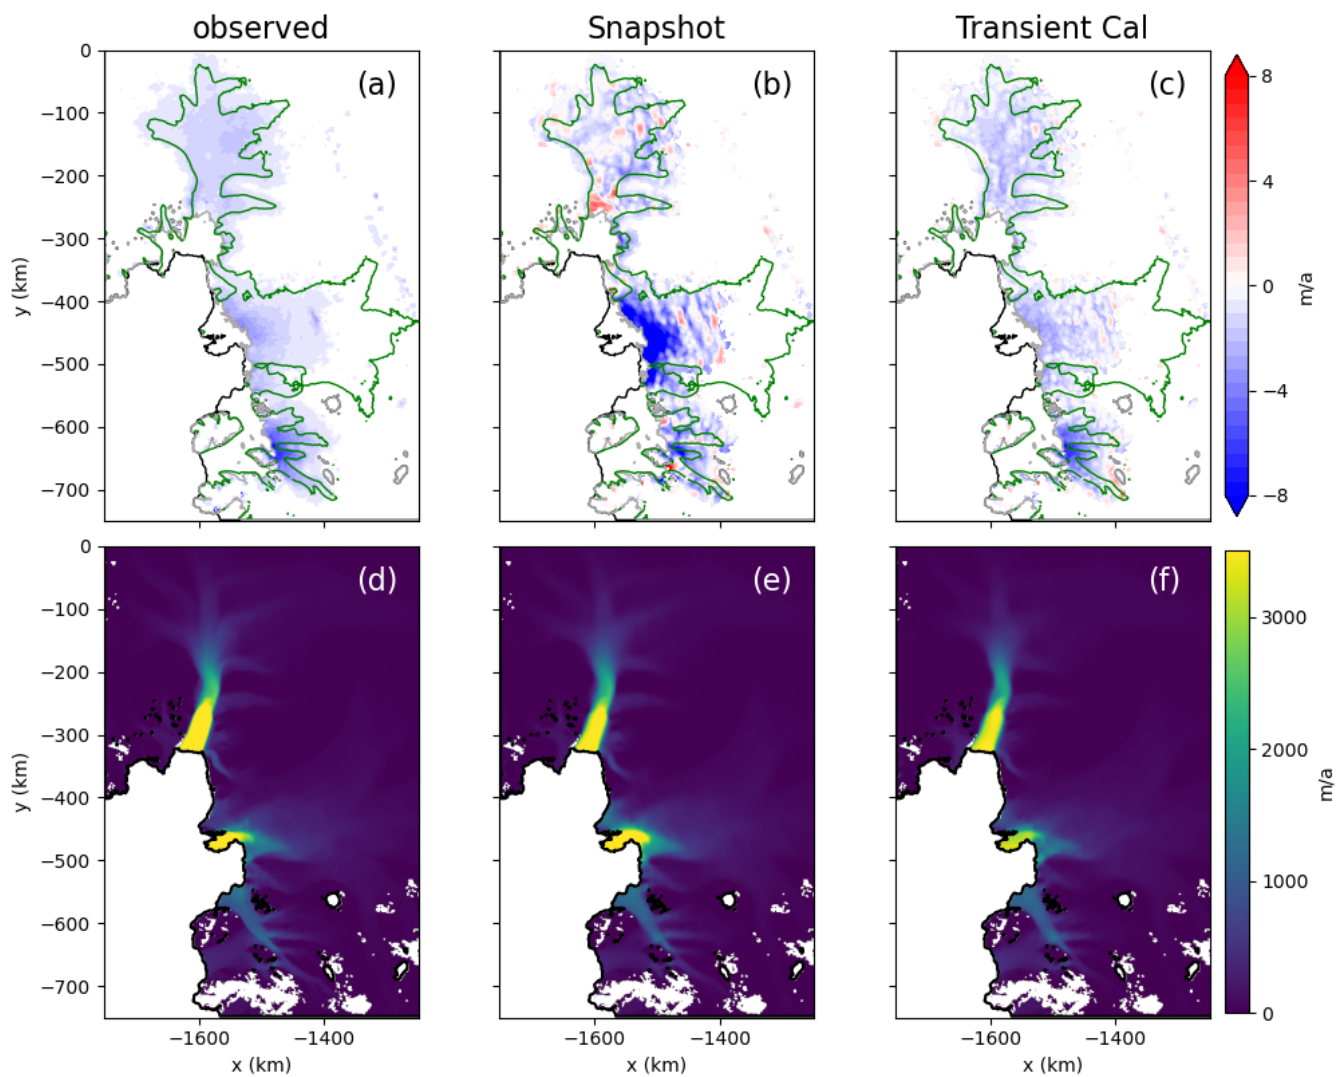 observed Snapshot Transient Cal
(a) (b) (c)
0
−100
−200
−300
−400
−500
−600
−700
y (km)
8
4
0
−4
−8
m/a
(d) (e) (f)
0
−100
−200
−300
−400
−500
−600
−700
y (km)
3000
2000
1000
0
m/a
−1600 −1400 −1600 −1400 −1600 −1400
x (km) x (km) x (km)